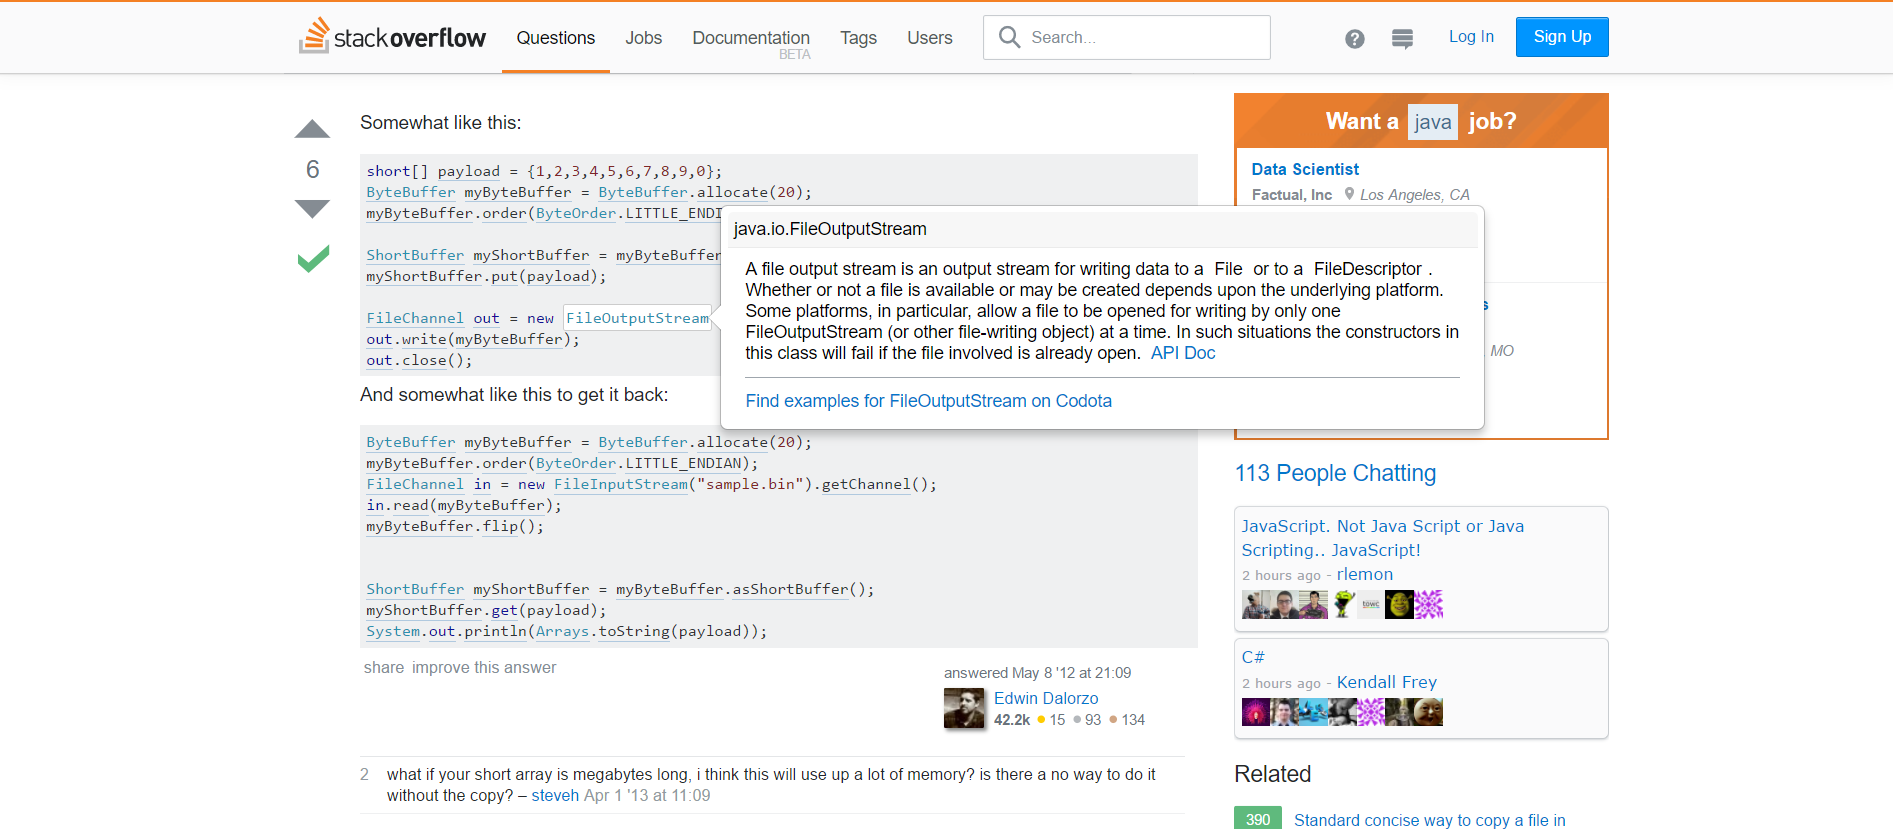 stackoverflow Questions Jobs Documentation BETA Tags Users Search... Log In Sign Up
6
Somewhat like this:
short[] payload = {1,2,3,4,5,6,7,8,9,0};
ByteBuffer myByteBuffer = ByteBuffer.allocate(20);
myByteBuffer.order(ByteOrder.LITTLE_ENDI
ShortBuffer myShortBuffer = myByteBuffer
myShortBuffer.put(payload);
FileChannel out = new FileOutputStream
out.write(myByteBuffer);
out.close();
java.io.FileOutputStream
A file output stream is an output stream for writing data to a File or to a FileDescriptor .
Whether or not a file is available or may be created depends upon the underlying platform.
Some platforms, in particular, allow a file to be opened for writing by only one
FileOutputStream (or other file-writing object) at a time. In such situations the constructors in
this class will fail if the file involved is already open. API Doc
Find examples for FileOutputStream on Codota
And somewhat like this to get it back:
ByteBuffer myByteBuffer = ByteBuffer.allocate(20);
myByteBuffer.order(ByteOrder.LITTLE_ENDIAN);
FileChannel in = new FileInputStream("sample.bin").getChannel();
in.read(myByteBuffer);
myByteBuffer.flip();
ShortBuffer myShortBuffer = myByteBuffer.asShortBuffer();
myShortBuffer.get(payload);
System.out.println(Arrays.toString(payload));
share improve this answer
answered May 8 '12 at 21:09
Edwin Dalorzo
42.2k 15 93 134
2 what if your short array is megabytes long, i think this will use up a lot of memory? is there a no way to do it
without the copy? – steveh Apr 1 '13 at 11:09
Want a java job?
Data Scientist
Factual, Inc Los Angeles, CA
s
, MO
113 People Chatting
JavaScript. Not Java Script or Java
Scripting.. JavaScript!
2 hours ago - rlemon
towc
C#
2 hours ago - Kendall Frey
Related
390 Standard concise way to copy a file in